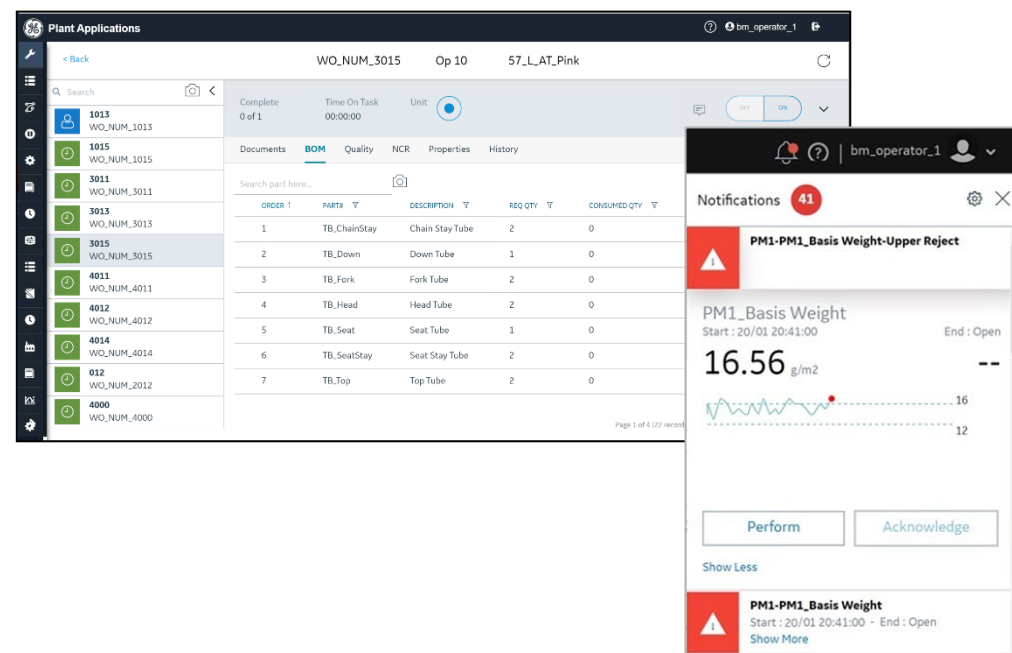 Plant Applications
bm_operator_1
< Back
WO_NUM_3015 Op 10 57_L_AT_Pink
Search
1013
WO_NUM_1013
1015
WO_NUM_1015
3011
WO_NUM_3011
3013
WO_NUM_3013
3015
WO_NUM_3015
4011
WO_NUM_4011
4012
WO_NUM_4012
4014
WO_NUM_4014
012
WO_NUM_2012
4000
WO_NUM_4000
Complete Time On Task Unit
0 of 1 00:00:00
OFF ON
Documents BOM Quality NCR Properties History
Search part here...
ORDER PART# DESCRIPTION REQ QTY CONSUMED QTY
1 TB_ChainStay Chain Stay Tube 2 0
2 TB_Down Down Tube 1 0
3 TB_Fork Fork Tube 2 0
4 TB_Head Head Tube 2 0
5 TB_Seat Seat Tube 1 0
6 TB_SeatStay Seat Stay Tube 2 0
7 TB_Top Top Tube 2 0
Page 1 of 4 (22 record
bm_operator_1
Notifications 41
PM1-PM1_Basis Weight-Upper Reject
PM1_Basis Weight
Start : 20/01 20:41:00 End : Open
16.56 g/m2 --
16
12
Perform Acknowledge
Show Less
PM1-PM1_Basis Weight
Start : 20/01 20:41:00 - End : Open
Show More